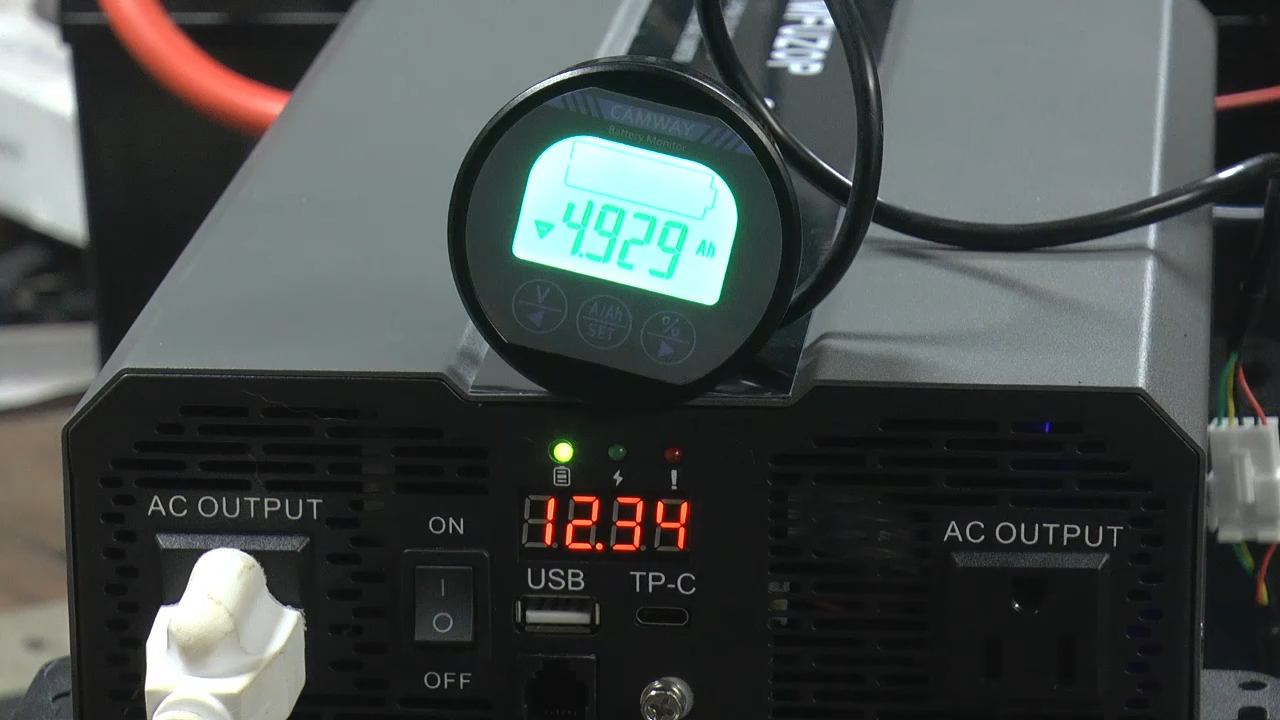 CAMWAY
Battery Monitor
4.929 Ah
V
A/Ah
SET
%
AC OUTPUT
ON
OFF
12.34
USB
TP-C
AC OUTPUT